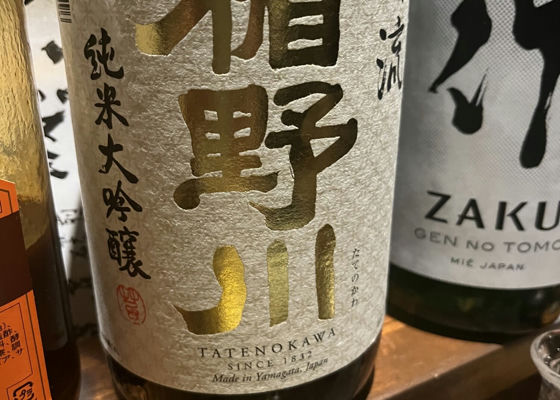 流
純米大吟醸
楯野川
たてのかわ
TATENOKAWA
SINCE 1832
Made in Yamagata, Japan
ZAKU
GEN NO TOMO
MIE JAPAN